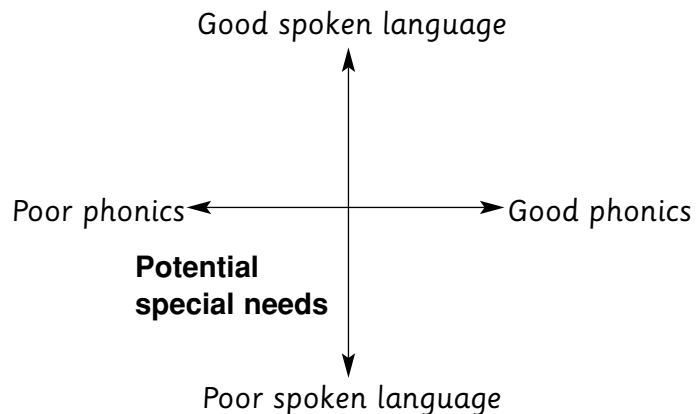 Good spoken language
Poor phonics
Good phonics
Potential
special needs
Poor spoken language